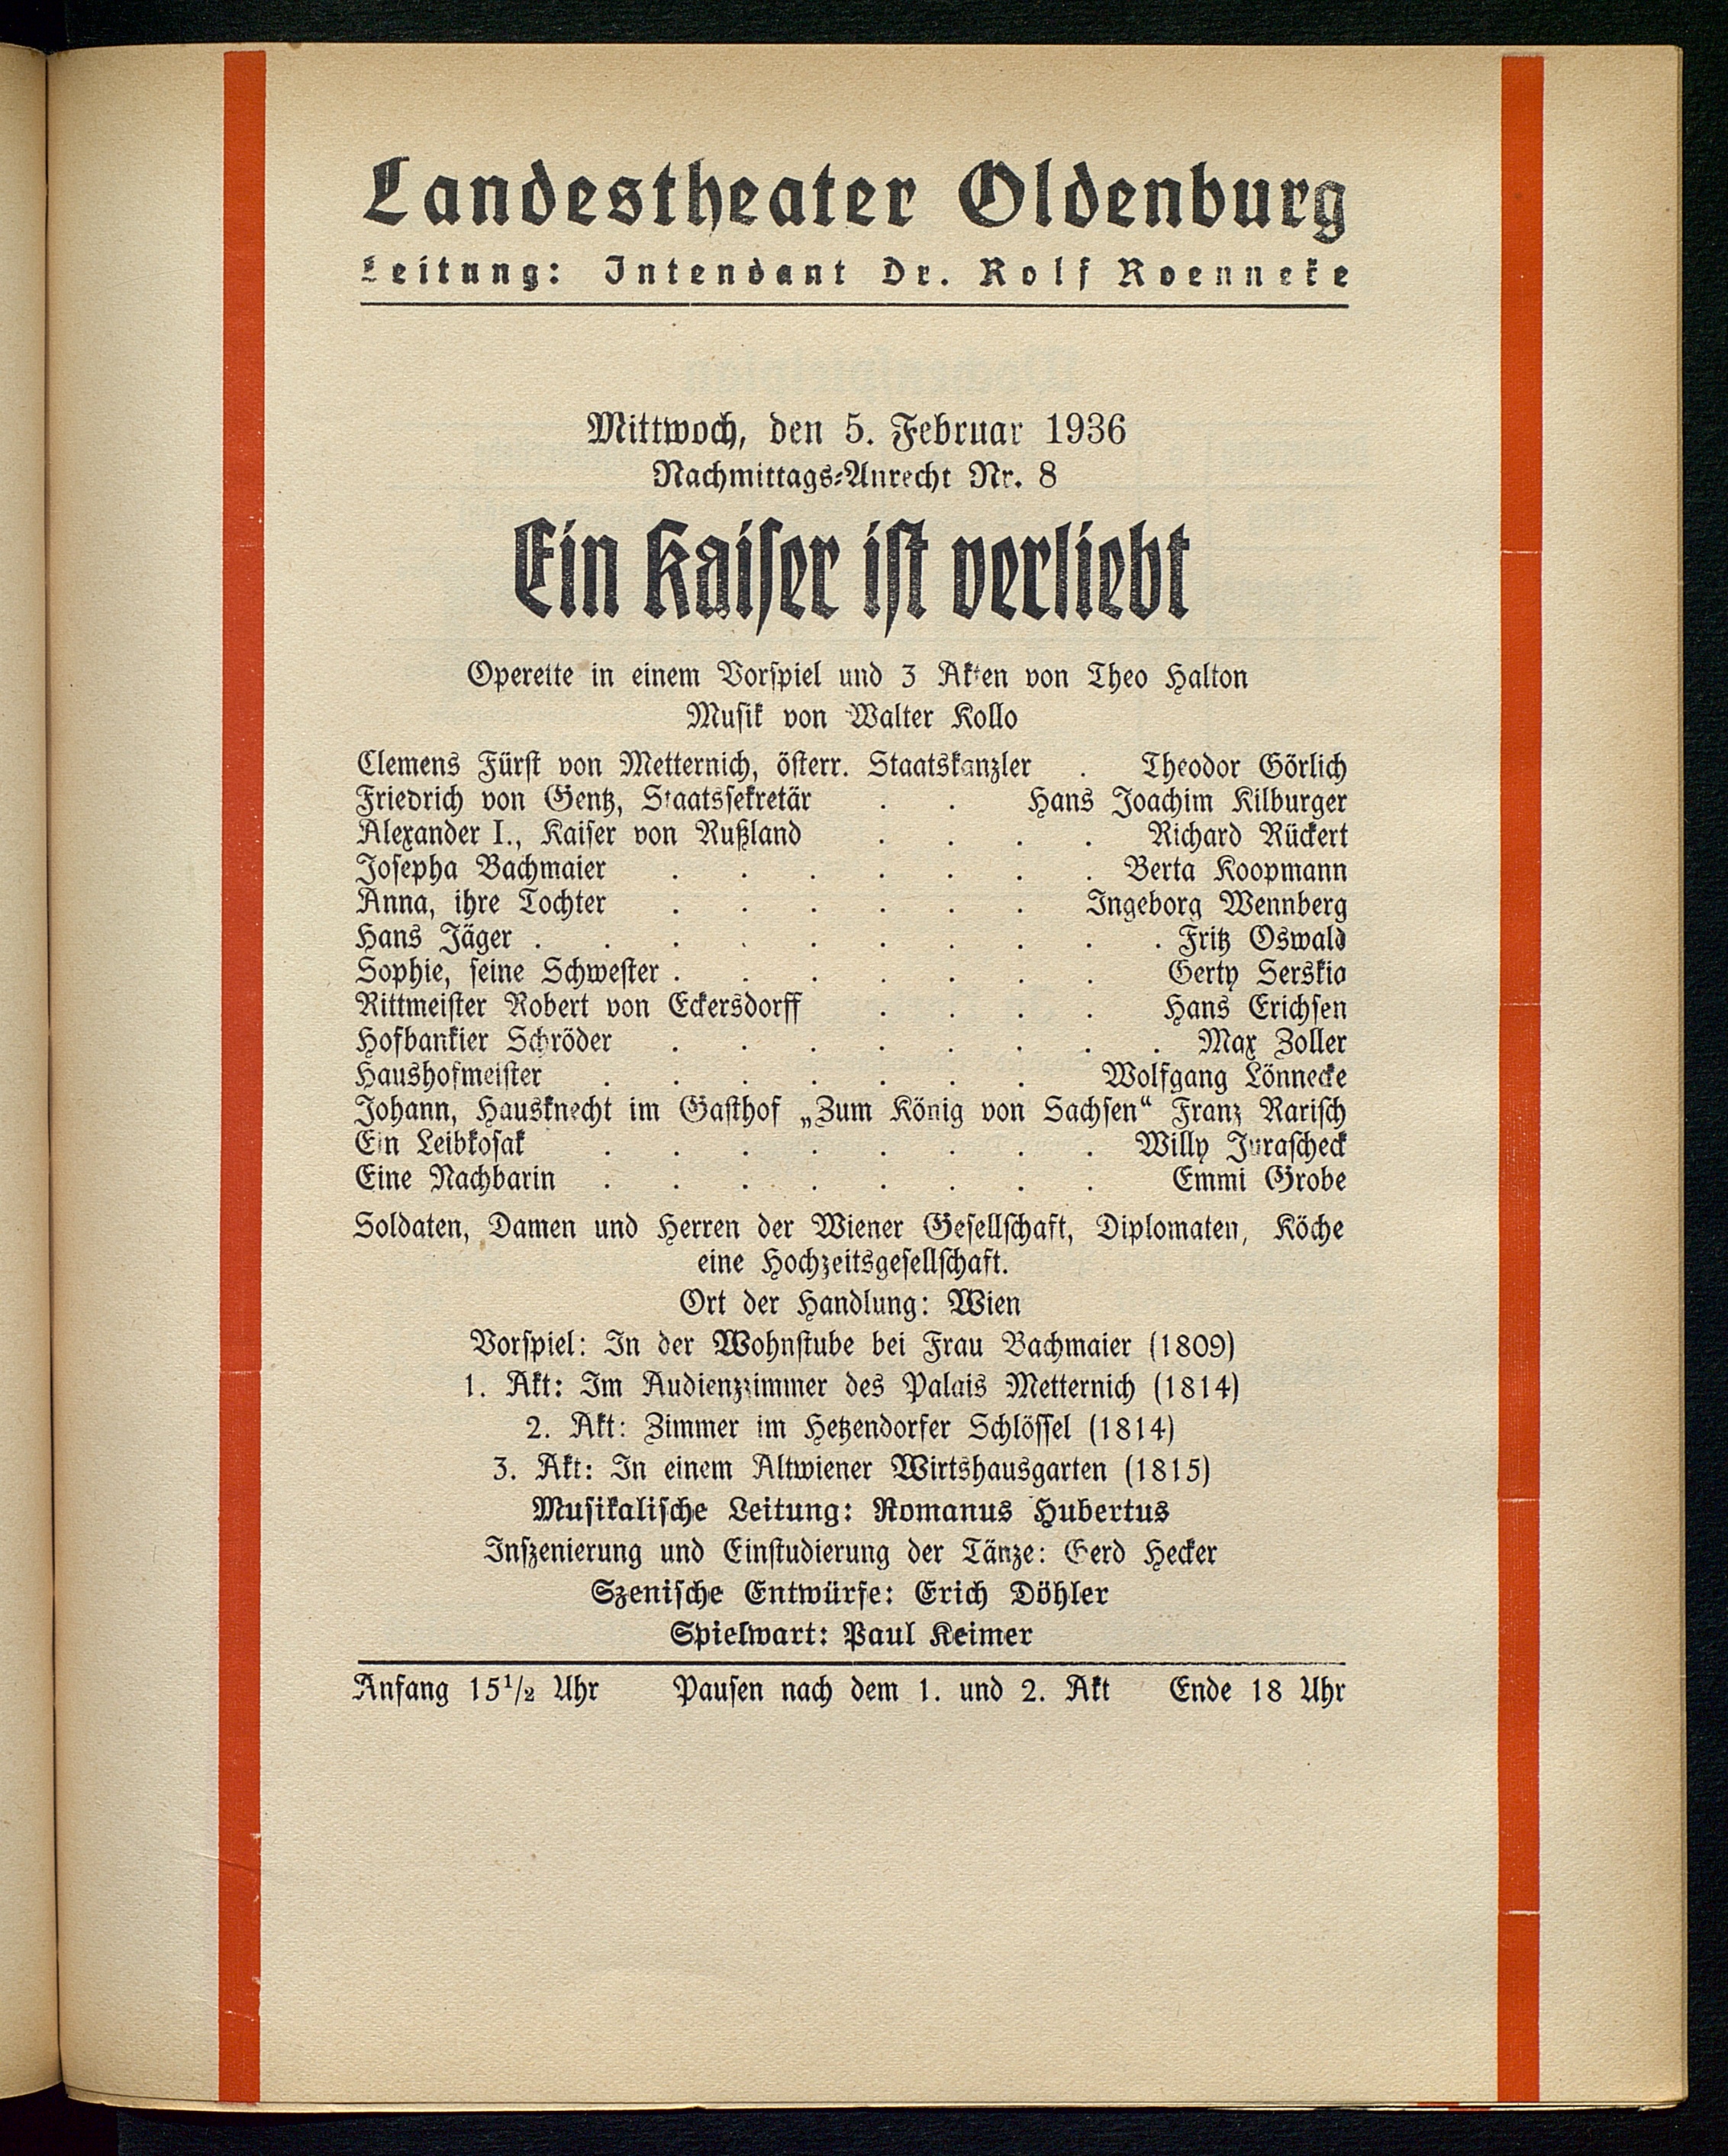 Landestheater Oldenburg
Leitung: Intendant Dr. Rolf Roennecke
Mittwoch, den 5. Februar 1936
Nachmittags-Anrecht Nr. 8
Ein Kaiser ist verliebt
Operette in einem Vorspiel und 3 Akten von Theo Halton
Musik von Walter Kollo
Clemens Fürst von Metternich, österr. Staatskanzler . Theodor Görlich
Friedrich von Gentz, Staatssekretär . . Hans Joachim Kilburger
Alexander I., Kaiser von Rußland . . . . Richard Rückert
Josepha Bachmaier . . . . . . . Berta Koopmann
Anna, ihre Tochter . . . . . . Ingeborg Wennberg
Hans Jäger . . . . . . . . . . Fritz Oswald
Sophie, seine Schwester . . . . . . . Gerty Serskia
Rittmeister Robert von Eckersdorff . . . . Hans Erichsen
Hofbankier Schröder . . . . . . . . Max Zoller
Haushofmeister . . . . . . . Wolfgang Lönnecke
Johann, Hausknecht im Gasthof „Zum König von Sachsen“ Franz Rarisch
Ein Leibkosak . . . . . . . . Willy Juraschek
Eine Nachbarin . . . . . . . . Emmi Grobe
Soldaten, Damen und Herren der Wiener Gesellschaft, Diplomaten, Köche
eine Hochzeitsgesellschaft.
Ort der Handlung: Wien
Vorspiel: In der Wohnstube bei Frau Bachmaier (1809)
1. Akt: Im Audienzzimmer des Palais Metternich (1814)
2. Akt: Zimmer im Hetzendorfer Schlössel (1814)
3. Akt: In einem Altwiener Wirtshausgarten (1815)
Musikalische Leitung: Romanus Hubertus
Inszenierung und Einstudierung der Tänze: Gerd Hecker
Szenische Entwürfe: Erich Döhler
Spielwart: Paul Keimer
Anfang 15½ Uhr Pausen nach dem 1. und 2. Akt Ende 18 Uhr